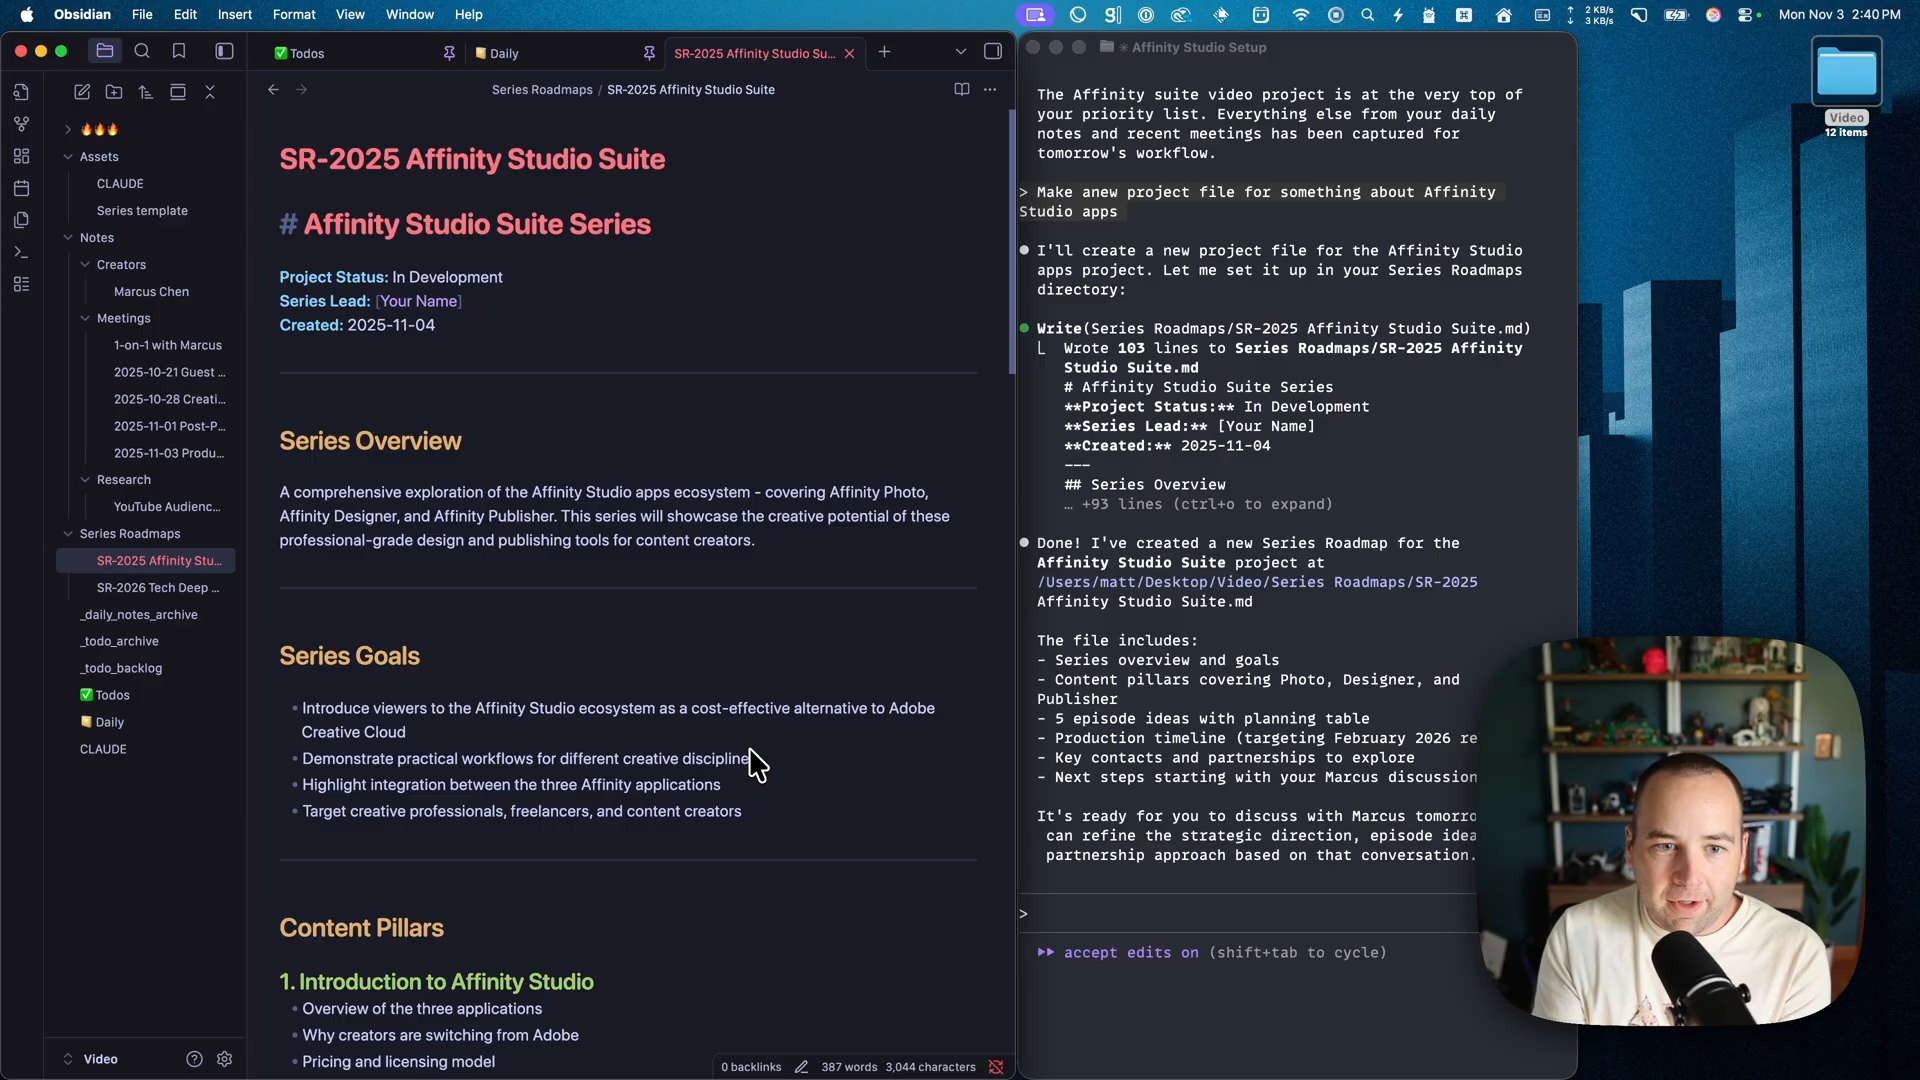 Obsidian File Edit Insert Format View Window Help
2 KB/s
3 KB/s
Mon Nov 3 2:40 PM
Todos
Daily
SR-2025 Affinity Studio Su...
Series Roadmaps / SR-2025 Affinity Studio Suite
🔥🔥🔥
Assets
CLAUDE
Series template
Notes
Creators
Marcus Chen
Meetings
1-on-1 with Marcus
2025-10-21 Guest ...
2025-10-28 Creati...
2025-11-01 Post-P...
2025-11-03 Produ...
Research
YouTube Audienc...
Series Roadmaps
SR-2025 Affinity Stu...
SR-2026 Tech Deep ...
_daily_notes_archive
_todo_archive
_todo_backlog
Todos
Daily
CLAUDE
Video
SR-2025 Affinity Studio Suite
# Affinity Studio Suite Series
Project Status: In Development
Series Lead: [Your Name]
Created: 2025-11-04
Series Overview
A comprehensive exploration of the Affinity Studio apps ecosystem - covering Affinity Photo,
Affinity Designer, and Affinity Publisher. This series will showcase the creative potential of these
professional-grade design and publishing tools for content creators.
Series Goals
• Introduce viewers to the Affinity Studio ecosystem as a cost-effective alternative to Adobe
Creative Cloud
• Demonstrate practical workflows for different creative discipline
• Highlight integration between the three Affinity applications
• Target creative professionals, freelancers, and content creators
Content Pillars
1. Introduction to Affinity Studio
• Overview of the three applications
• Why creators are switching from Adobe
• Pricing and licensing model
0 backlinks 387 words 3,044 characters
✳ Affinity Studio Setup
The Affinity suite video project is at the very top of
your priority list. Everything else from your daily
notes and recent meetings has been captured for
tomorrow's workflow.
> Make anew project file for something about Affinity
Studio apps
● I'll create a new project file for the Affinity Studio
apps project. Let me set it up in your Series Roadmaps
directory:
● Write(Series Roadmaps/SR-2025 Affinity Studio Suite.md)
⎿ Wrote 103 lines to Series Roadmaps/SR-2025 Affinity
Studio Suite.md
# Affinity Studio Suite Series
**Project Status:** In Development
**Series Lead:** [Your Name]
**Created:** 2025-11-04
---
## Series Overview
… +93 lines (ctrl+o to expand)
● Done! I've created a new Series Roadmap for the
Affinity Studio Suite project at
/Users/matt/Desktop/Video/Series Roadmaps/SR-2025
Affinity Studio Suite.md
The file includes:
- Series overview and goals
- Content pillars covering Photo, Designer, and
Publisher
- 5 episode ideas with planning table
- Production timeline (targeting February 2026 re
- Key contacts and partnerships to explore
- Next steps starting with your Marcus discussion
It's ready for you to discuss with Marcus tomorro
can refine the strategic direction, episode idea
partnership approach based on that conversation.
>
⏵⏵ accept edits on (shift+tab to cycle)
Video
12 items